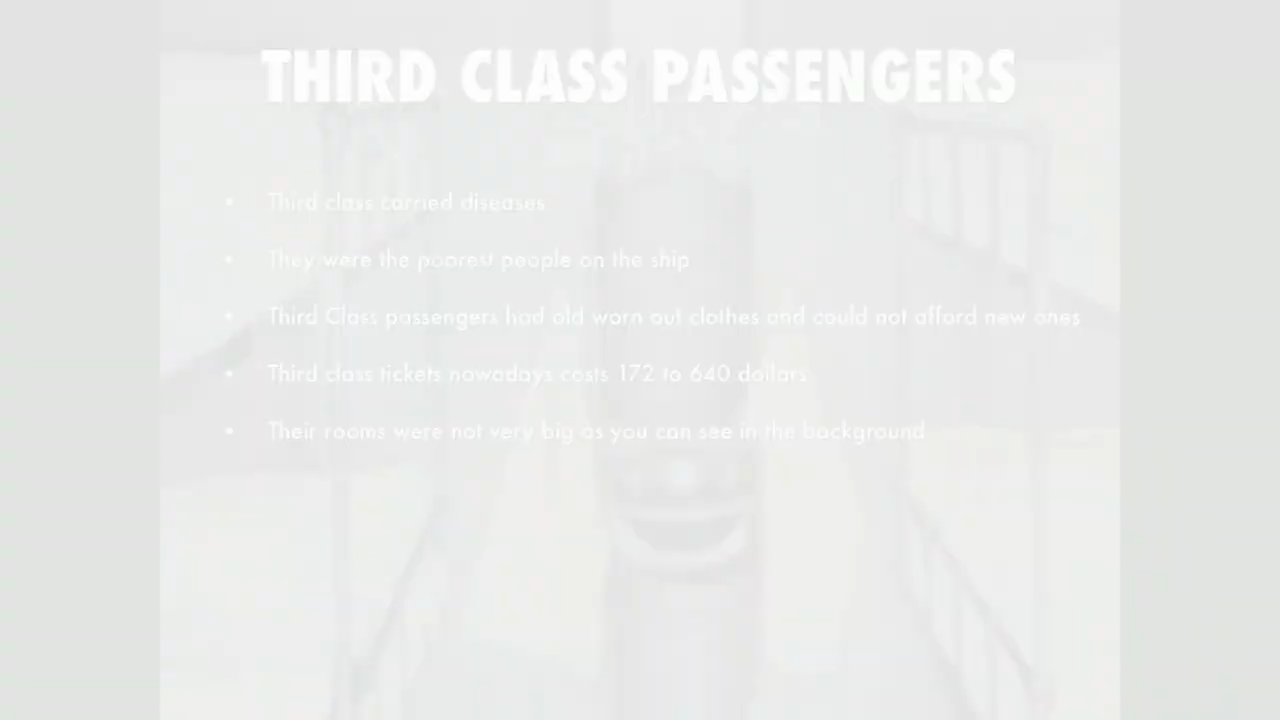 THIRD CLASS PASSENGERS
• Third class carried diseases
• They were the poorest people on the ship
• Third Class passengers had old worn out clothes and could not afford new ones
• Third class tickets nowadays costs 172 to 640 dollars
• Their rooms were not very big as you can see in the background